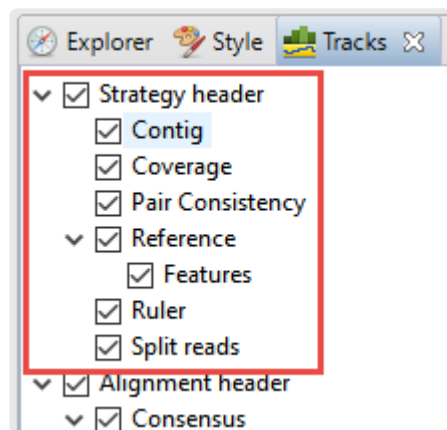 Explorer Style Tracks
Strategy header
Contig
Coverage
Pair Consistency
Reference
Features
Ruler
Split reads
Alignment header
Consensus